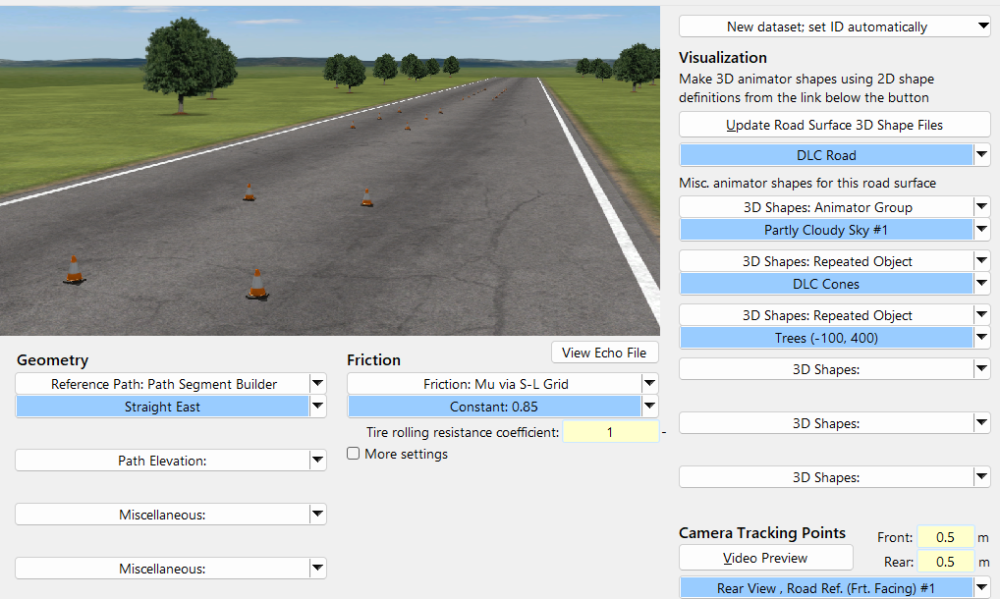 New dataset; set ID automatically
Visualization
Make 3D animator shapes using 2D shape
definitions from the link below the button
Update Road Surface 3D Shape Files
DLC Road
Misc. animator shapes for this road surface
3D Shapes: Animator Group
Partly Cloudy Sky #1
3D Shapes: Repeated Object
DLC Cones
3D Shapes: Repeated Object
Trees (-100, 400)
3D Shapes:
3D Shapes:
3D Shapes:
Camera Tracking Points
Front: 0.5 m
Video Preview
Rear: 0.5 m
Rear View , Road Ref. (Frt. Facing) #1
Geometry
Reference Path: Path Segment Builder
Straight East
Path Elevation:
Miscellaneous:
Miscellaneous:
View Echo File
Friction
Friction: Mu via S-L Grid
Constant: 0.85
Tire rolling resistance coefficient: 1 -
More settings